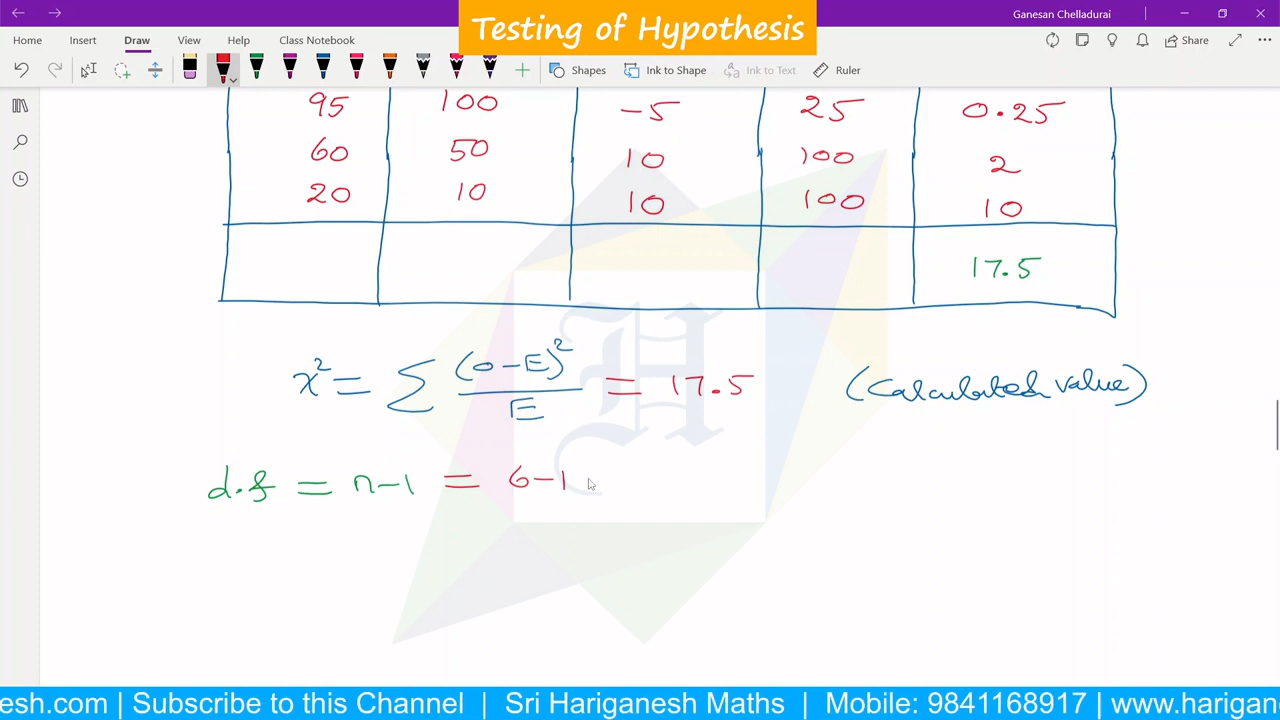 Testing of Hypothesis
Ganesan Chelladurai
Home Insert Draw View Help Class Notebook
Share
Shapes Ink to Shape Ink to Text Ruler
95 100 -5 25 0.25
60 50 10 100 2
20 10 10 100 10
17.5
χ² = Σ (O-E)²/E = 17.5 (Calculated value)
d.f = n-1 = 6-1
H
esh.com | Subscribe to this Channel | Sri Hariganesh Maths | Mobile: 9841168917 | www.harigan